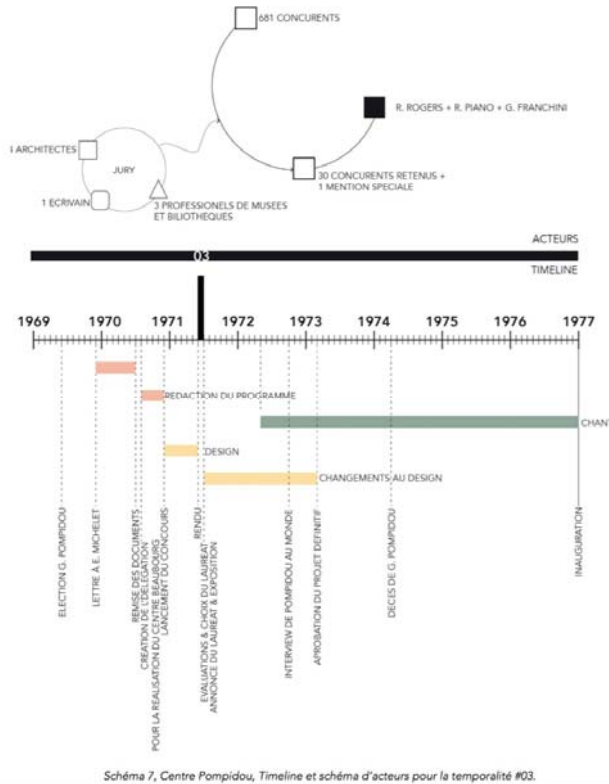 681 CONCURENTS
R. ROGERS + R. PIANO + G. FRANCHINI
ARCHITECTES
JURY
30 CONCURENTS RETENUS +
1 MENTION SPECIALE
1 ECRIVAIN
3 PROFESSIONELS DE MUSEES
ET BILIOTHEQUES
ACTEURS
03
TIMELINE
1969 1970 1971 1972 1973 1974 1975 1976 1977
REDACTION DU PROGRAMME
CHAN
DESIGN
CHANGEMENTS AU DESIGN
ELECTION G. POMPIDOU
LETTRE À E. MICHELET
REMISE DES DOCUMENTS
CREATION DE L'DELEGATION
POUR LA REALISATION DU CENTRE BEAUBOURG
LANCEMENT DU CONCOURS
RENDU
EVALUATIONS & CHOIX DU LAUREAT
ANNONCE DU LAUREAT & EXPOSITION
INTERVIEW DE POMPIDOU AU MONDE
APROBATION DU PROJET DEFINITIF
DECES DE G. POMPIDOU
INAUGURATION
Schéma 7, Centre Pompidou, Timeline et schéma d'acteurs pour la temporalité #03.